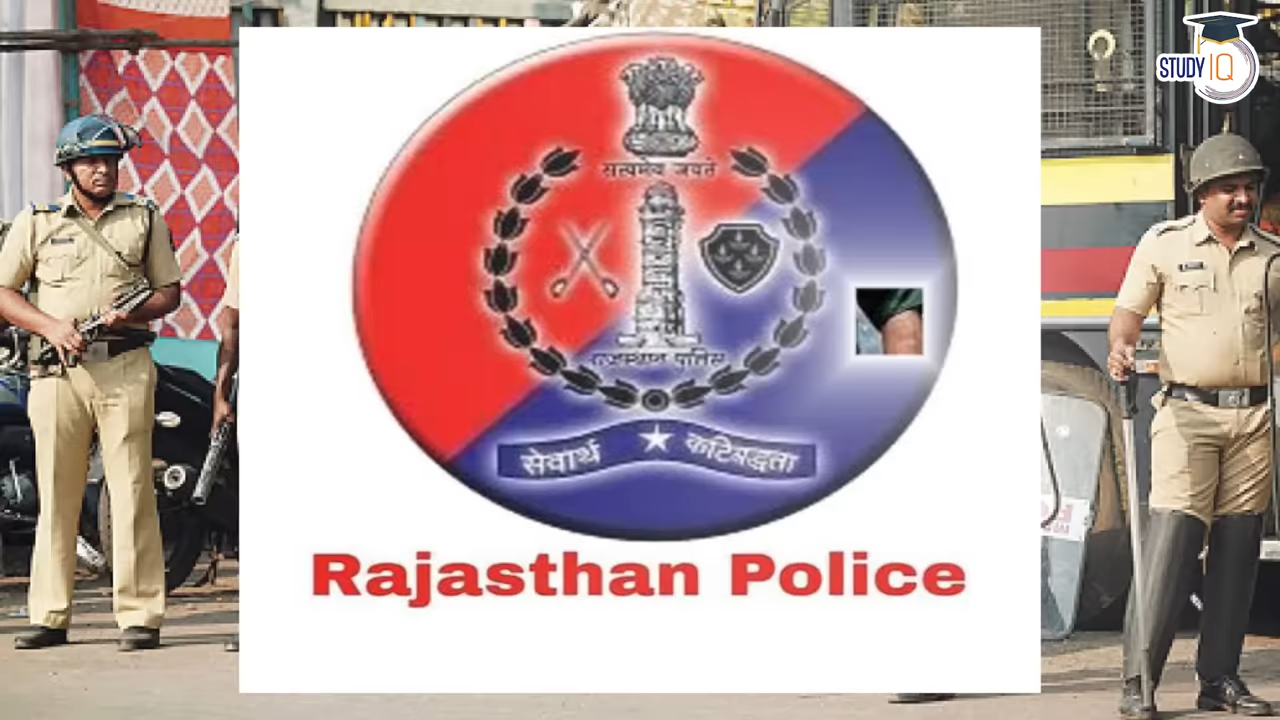 STUDY IQ
सत्यमेव जयते
राजस्थान पुलिस
सेवार्थ कटिबद्धता
Rajasthan Police